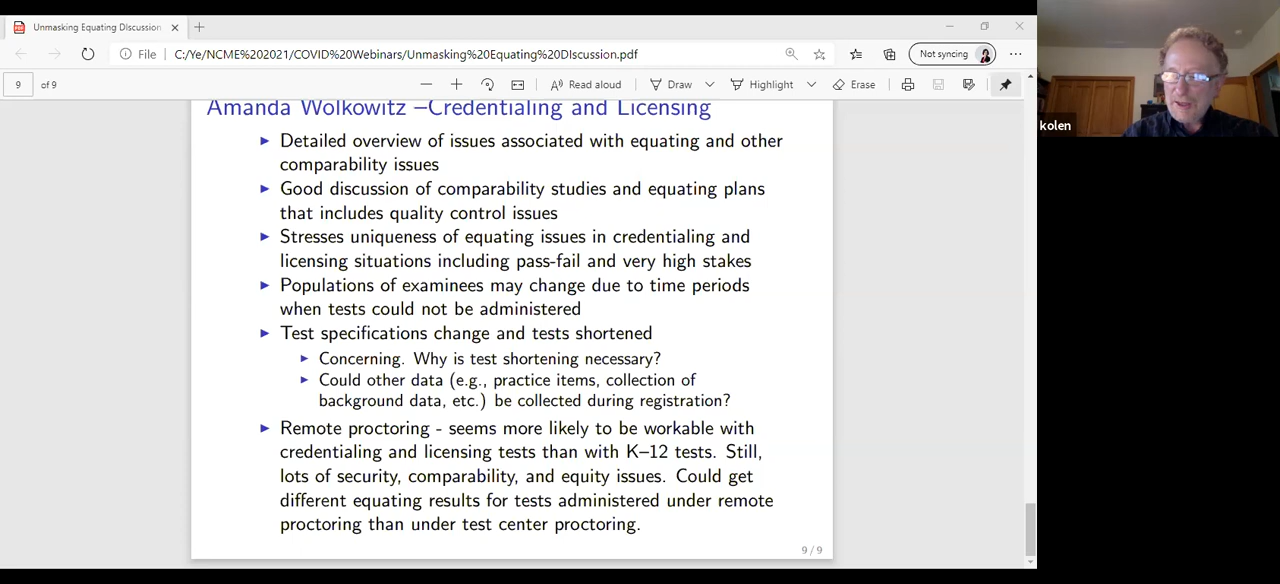 Unmasking Equating DIscussion
File
C:/Ye/NCME%202021/COVID%20Webinars/Unmasking%20Equating%20DIscussion.pdf
Not syncing
9 of 9
Read aloud
Draw
Highlight
Erase
kolen
Amanda Wolkowitz –Credentialing and Licensing
Detailed overview of issues associated with equating and other
comparability issues
Good discussion of comparability studies and equating plans
that includes quality control issues
Stresses uniqueness of equating issues in credentialing and
licensing situations including pass-fail and very high stakes
Populations of examinees may change due to time periods
when tests could not be administered
Test specifications change and tests shortened
Concerning. Why is test shortening necessary?
Could other data (e.g., practice items, collection of
background data, etc.) be collected during registration?
Remote proctoring - seems more likely to be workable with
credentialing and licensing tests than with K–12 tests. Still,
lots of security, comparability, and equity issues. Could get
different equating results for tests administered under remote
proctoring than under test center proctoring.
9 / 9